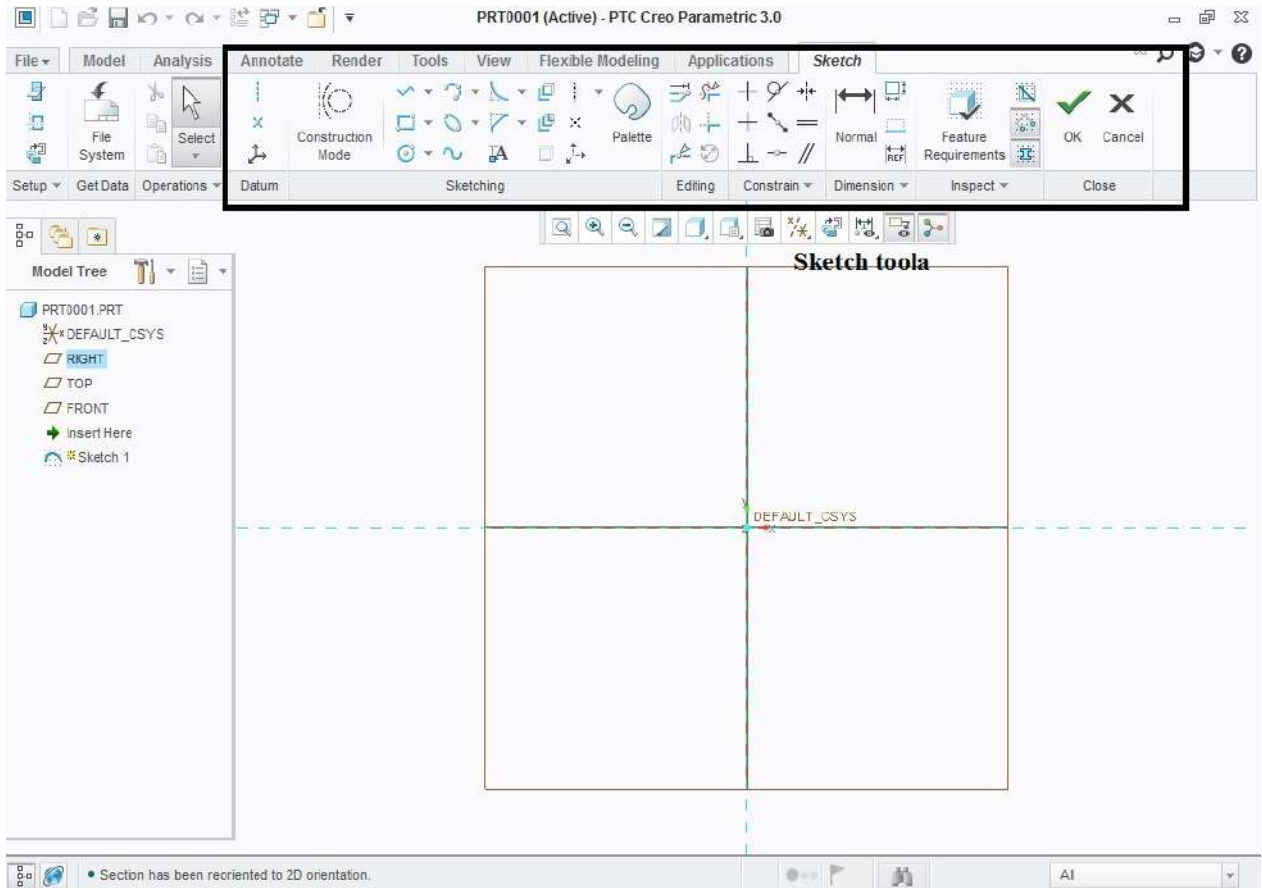 PRT0001 (Active) - PTC Creo Parametric 3.0
File Model Analysis Annotate Render Tools View Flexible Modeling Applications Sketch
File System
Select
Construction Mode
A
Palette
Normal
REF
Feature Requirements
OK Cancel
Setup Get Data Operations Datum Sketching Editing Constrain Dimension Inspect Close
Model Tree
Sketch toola
PRT0001.PRT
DEFAULT_CSYS
RIGHT
TOP
FRONT
Insert Here
Sketch 1
Y
DEFAULT_CSYS
X
Section has been reoriented to 2D orientation.
Al